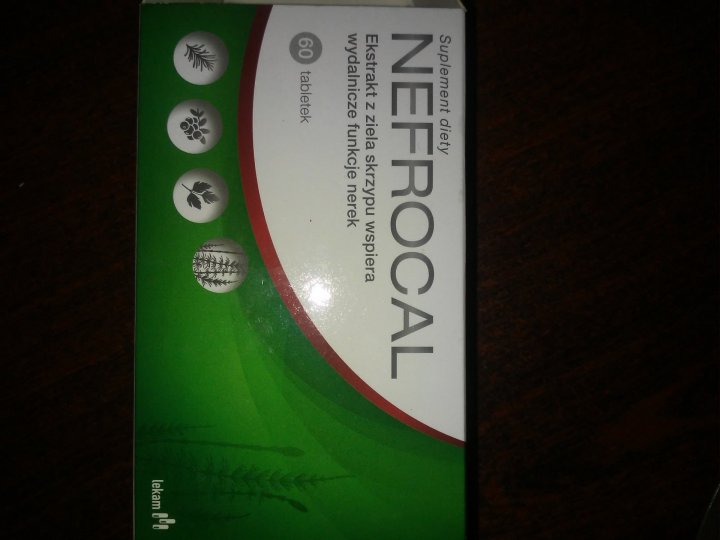 Suplement diety
NEFROCAL
Ekstrakt z ziela skrzypu wspiera
wydalnicze funkcje nerek
60 tabletek
lekam